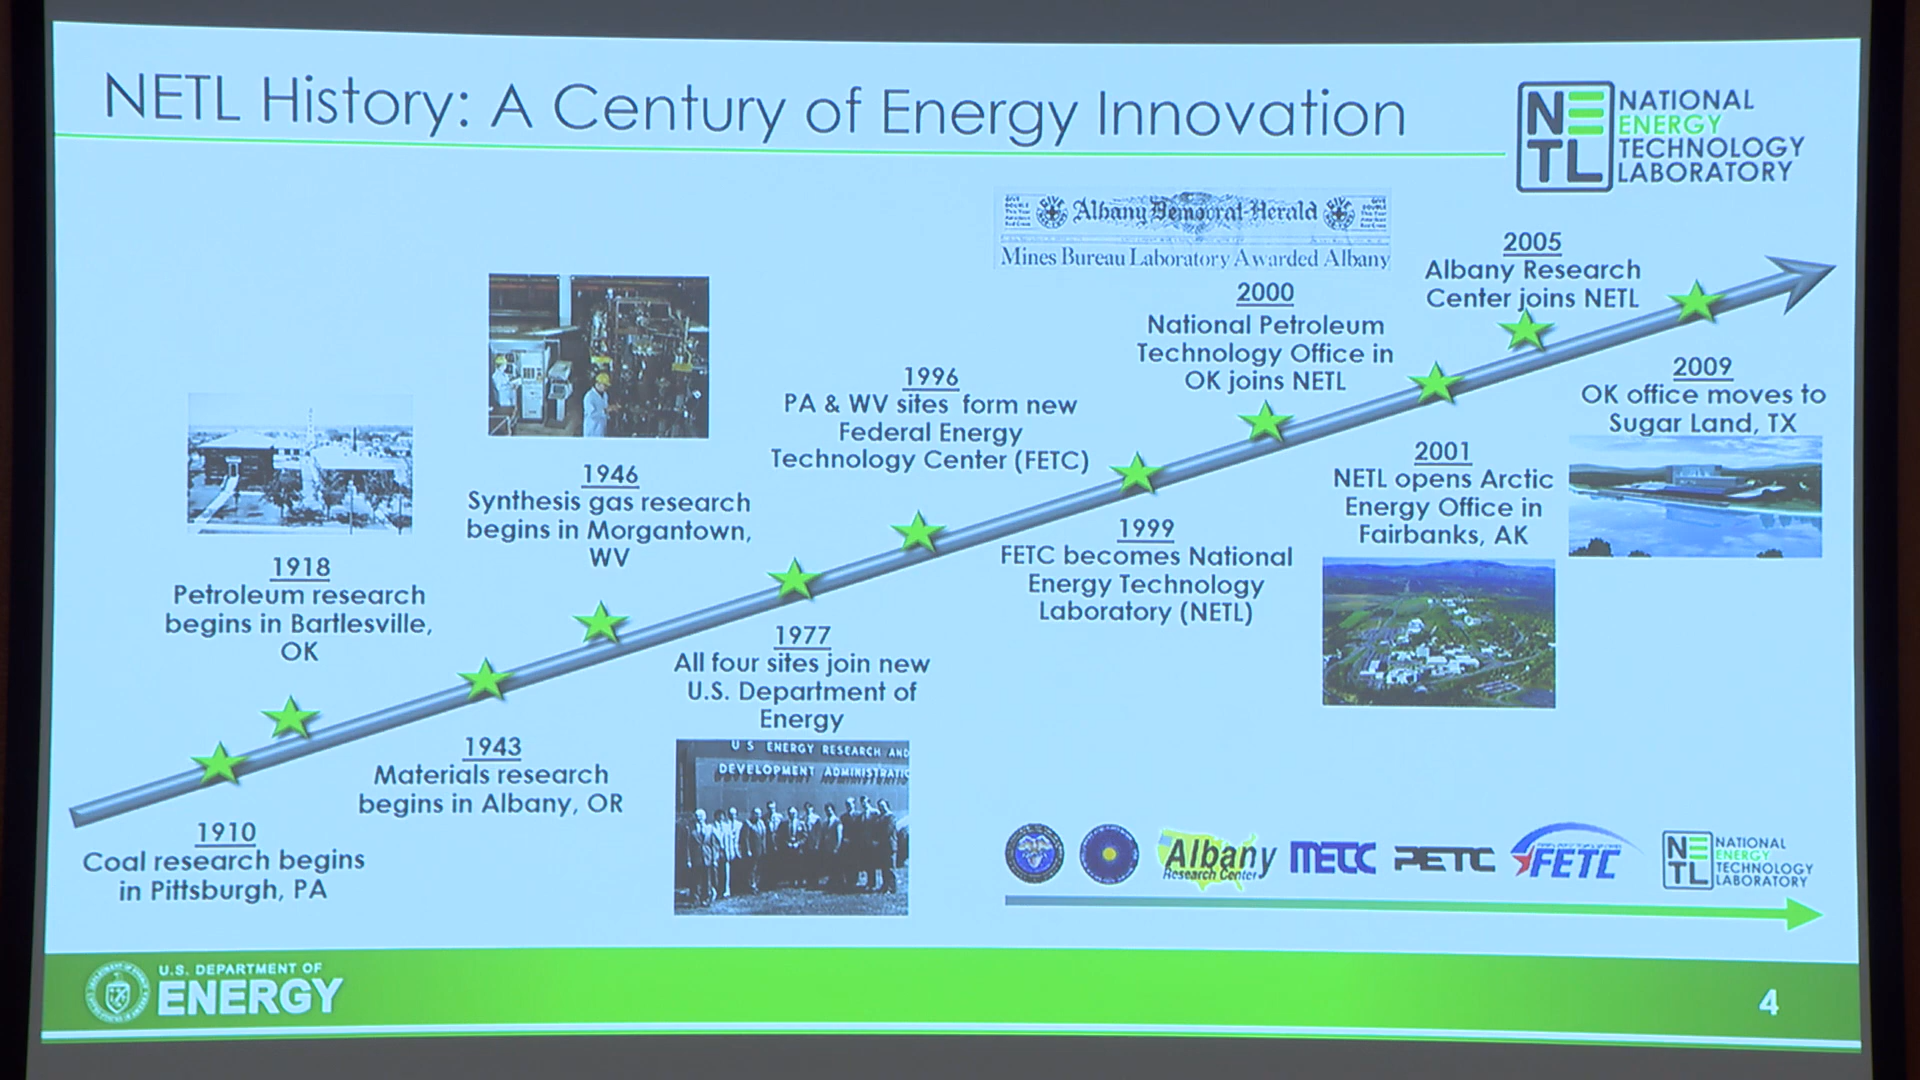 NETL History: A Century of Energy Innovation
NETL
NATIONAL
ENERGY
TECHNOLOGY
LABORATORY
Albany Democrat-Herald
Mines Bureau Laboratory Awarded Albany
1910
Coal research begins
in Pittsburgh, PA
1918
Petroleum research
begins in Bartlesville,
OK
1943
Materials research
begins in Albany, OR
1946
Synthesis gas research
begins in Morgantown,
WV
1977
All four sites join new
U.S. Department of
Energy
U S ENERGY RESEARCH AND
DEVELOPMENT ADMINISTRATIO
1996
PA & WV sites form new
Federal Energy
Technology Center (FETC)
1999
FETC becomes National
Energy Technology
Laboratory (NETL)
2000
National Petroleum
Technology Office in
OK joins NETL
2001
NETL opens Arctic
Energy Office in
Fairbanks, AK
2005
Albany Research
Center joins NETL
2009
OK office moves to
Sugar Land, TX
Albany
Research Center
METC
PETC
FETC
NETL
NATIONAL
ENERGY
TECHNOLOGY
LABORATORY
U.S. DEPARTMENT OF
ENERGY
4